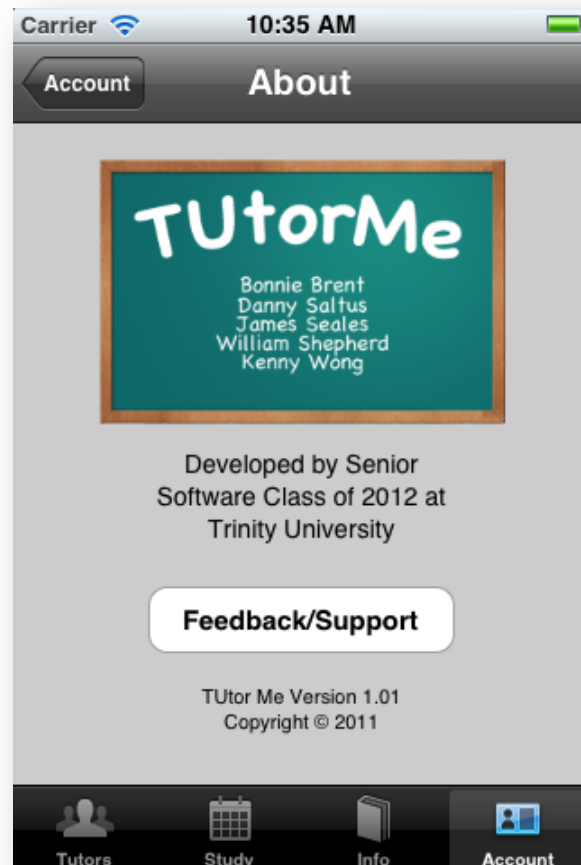 Carrier 10:35 AM
Account About
TUtorMe
Bonnie Brent
Danny Saltus
James Seales
William Shepherd
Kenny Wong
Developed by Senior
Software Class of 2012 at
Trinity University
Feedback/Support
TUtor Me Version 1.01
Copyright © 2011
Tutors Study Info Account